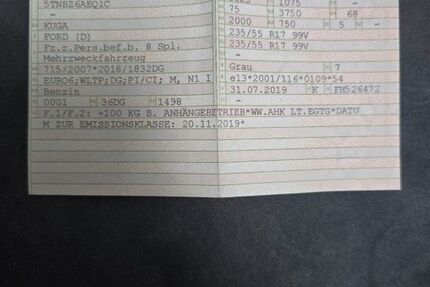 5TNBZ6AEQ1C 1075 -
- 75 3750 68
KUGA 2000 750 5 -
FORD (D) 235/55 R17 99V
Fz.z.Pers.bef.b. 8 Spl. 235/55 R17 99V
Mehrzweckfahrzeug -
715/2007*2018/1832DG Grau 7
EURO6;WLTP;DG;PI/CI; M, N1 I e13*2001/116*0109*54
Benzin 31.07.2019 K FH526472
0001 36DG 1498
F.1/F.2: +100 KG B. ANHÄNGEBETRIEB*WW.AHK LT.EGTG*DATU
M ZUR EMISSIONSKLASSE: 20.11.2019*